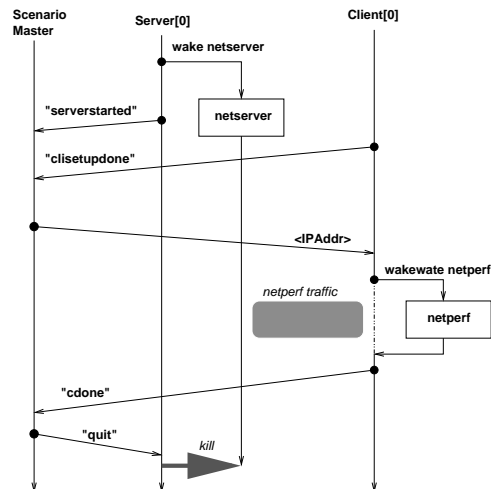 Scenario
Master
Server[0]
Client[0]
wake netserver
netserver
"serverstarted"
"clisetupdone"
<IPAddr>
wakewate netperf
netperf traffic
netperf
"cdone"
"quit"
kill